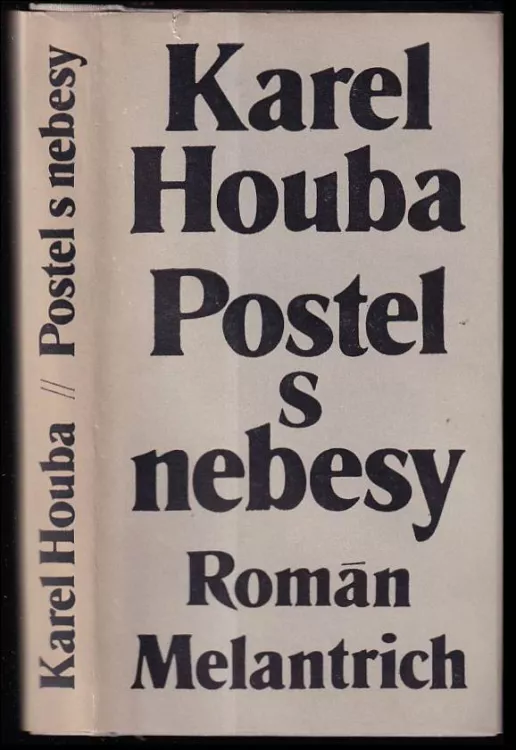 Karel Houba // Postel s nebesy
Karel
Houba
Postel
s
nebesy
Román
Melantrich